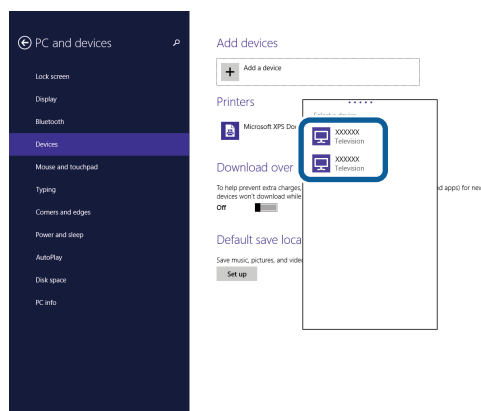 PC and devices
Lock screen
Display
Bluetooth
Devices
Mouse and touchpad
Typing
Corners and edges
Power and sleep
AutoPlay
Disk space
PC info
Add devices
Add a device
Printers
Microsoft XPS Do
Select a device
XXXXXX
Television
XXXXXX
Television
Download over
To help prevent extra charges,
d apps) for new
devices won't download while
Off
Default save loca
Save music, pictures, and vide
Set up